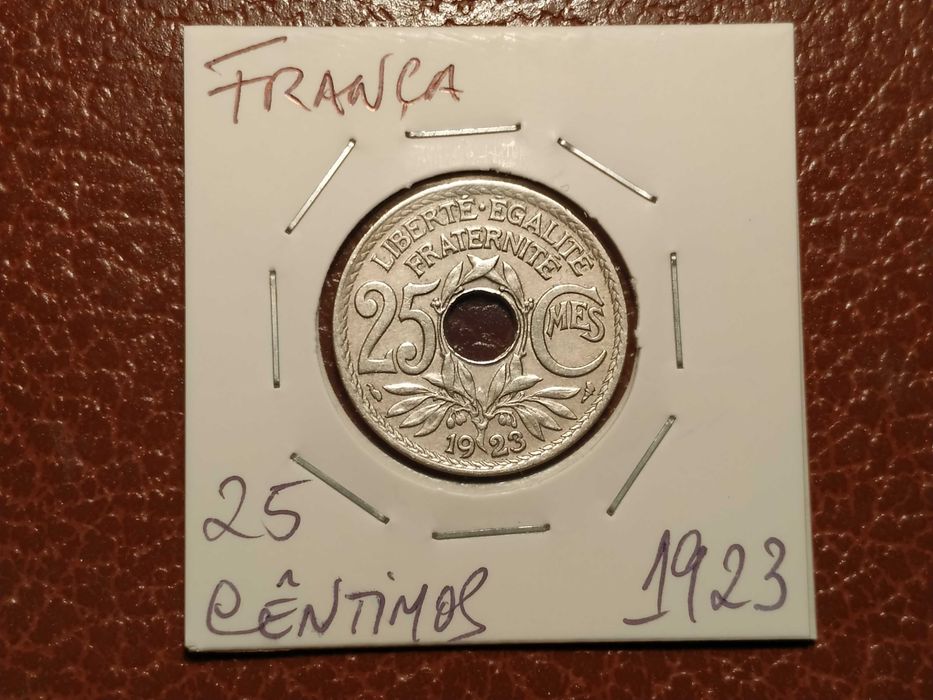 FRANÇA
LIBERTÉ·EGALITÉ
FRATERNITÉ
25 CMES
1923
25
CÊNTIMOS
1923